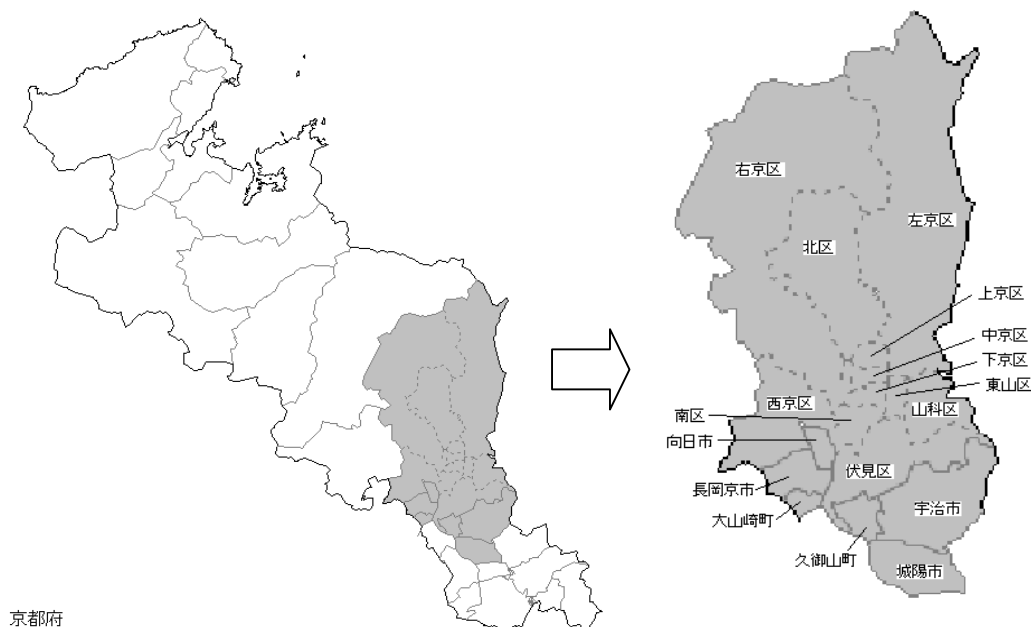 右京区
左京区
北区
上京区
中京区
下京区
東山区
西京区
山科区
南区
向日市
伏見区
長岡京市
宇治市
大山崎町
久御山町
城陽市
京都府